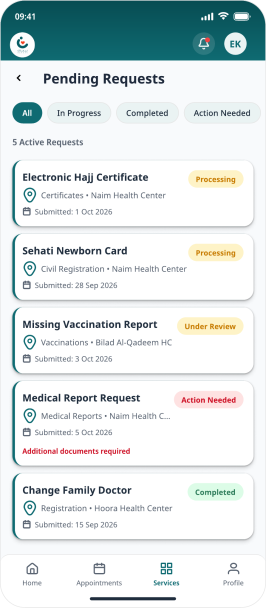 09:41
EK
Pending Requests
All In Progress Completed Action Needed
5 Active Requests
Electronic Hajj Certificate Processing
Certificates • Naim Health Center
Submitted: 1 Oct 2026
Sehati Newborn Card Processing
Civil Registration • Naim Health Center
Submitted: 28 Sep 2026
Missing Vaccination Report Under Review
Vaccinations • Bilad Al-Qadeem HC
Submitted: 3 Oct 2026
Medical Report Request Action Needed
Medical Reports • Naim Health C...
Submitted: 5 Oct 2026
Additional documents required
Change Family Doctor Completed
Registration • Hoora Health Center
Submitted: 15 Sep 2026
Home Appointments Services Profile